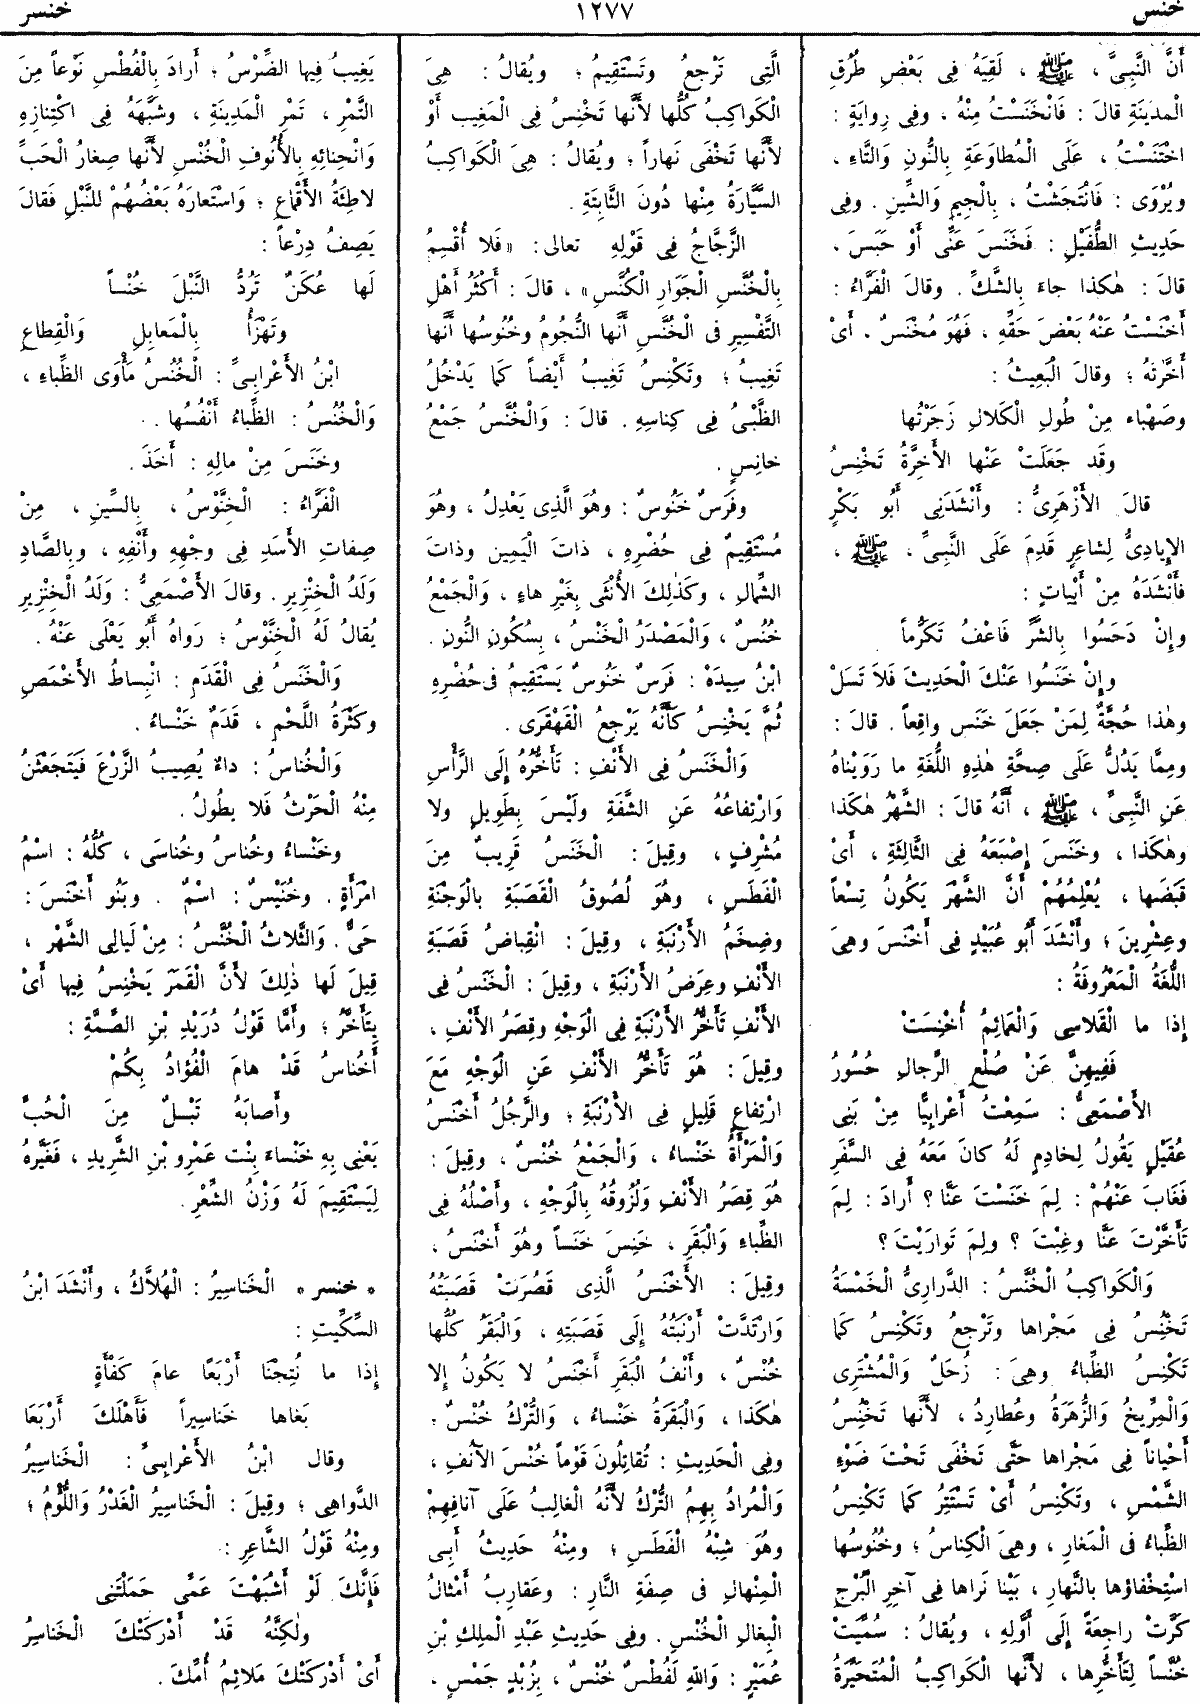 خنس
١٢٧٧
خنسر
أَنَّ النَّبِىَّ ، ﷺ ، لَقِيَهُ فِى بَعْضِ طُرُقِ
الْمدينَةِ قالَ : فَانْخَنَسْتُ مِنْهُ ، وفِى رِوايَةٍ :
اخْتَنَسْتُ ، عَلَى الْمُطاوَعَةِ بِالنُّونِ وَالتَّاءِ ،
ويُرْوَى : فَانْتَجَشْتُ ، بِالْجِيمِ وَالشِّينِ . وفِى
حَدِيثِ الطُّفَيْلِ : فَخَنَسَ عَنِّى أَوْ حَبَسَ ،
قالَ : هٰكَذا جاءَ بِالشَّكِّ . وقالَ الْفَرَّاءُ :
أَخْنَسْتُ عَنْهُ بَعْضَ حَقِّهِ ، فَهُوَ مُخْنَسٌ ، أَىْ
أَخَّرْتَهُ ؛ وقالَ الْبَعِيثُ :
وصَهْباء مِنْ طُولِ الْكَلالِ زَجَرْتُها
وقَد جَعَلَتْ عَنْها الأَخِرَّةُ تَخْنِسُ
قالَ الأَزْهَرِىُّ : وأَنْشَدَنِى أَبُو بَكْرٍ
الإِيادِىُّ لِشاعِرٍ قَدِمَ عَلَى النَّبِىِّ ، ﷺ ،
فَأَنْشَدَهُ مِنْ أَبْياتٍ :
وإِنْ دَحَسُوا بِالشَّرِّ فَاعْفُ تَكَرُّماً
وإِنْ خَنَسُوا عَنْكَ الْحَدِيثَ فَلاَ تَسَلْ
وهٰذا حُجَّةٌ لِمَنْ جَعَلَ خَنَس واقِعاً . قالَ :
ومِمَّا يَدُلُّ عَلَى صِحَّةِ هٰذِهِ اللُّغَةِ ما رَوَيْناهُ
عَنِ النَّبِىِّ ، ﷺ ، أَنَّهُ قالَ : الشَّهْرُ هٰكَذا
وهٰكَذا ، وخَنَسَ إِصْبَعَهُ فِى الثَّالِثَةِ ، أَىْ
قَبَضَها ، يُعْلِمُهُمْ أَنَّ الشَّهْرَ يَكُونُ تِسْعاً
وعِشْرِينَ ؛ وأَنْشَدَ أَبُو عُبَيْدٍ فِى أَخْنَسَ وهِىَ
اللُّغَةُ الْمَعْرُوفَةُ :
إِذا ما الْقَلاسِى وَالْعَمائِمُ أُخْنِسَتْ
فَفِيهِنَّ عَنْ صُلْعِ الرِّجالِ حُسُورُ
الأَصْمَعِىُّ : سَمِعْتُ أَعْرابِيًّا مِنْ بَنِى
عُقَيْلٍ يَقُولُ لِخادِمٍ لَهُ كانَ مَعَهُ فِى السَّفَرِ
فَغَابَ عَنْهُمْ : لِمَ خَنَسْتَ عَنَّا ؟ أَرادَ : لِمَ
تَأَخَّرْتَ عَنَّا وغِبْتَ ؟ ولِمَ تَوارَيْتَ ؟
وَالْكَواكِبُ الْخُنَّسُ : الدَّرارِىُّ الْخَمْسَةُ
تَخْنُِسُ فِى مَجْراها وتَرْجِعُ وتَكْنِسُ كَمَا
تَكْنِسُ الظِّباءُ وهِىَ : زُحَلٌ وَالْمُشْتَرِى
وَالْمِرِّيخُ وَالزُّهَرَةُ وعُطارِدُ ، لأَنَّها تَخْنُِسُ
أَحْياناً فِى مَجْراها حَتَّى تَخْفَى تَحْتَ ضَوْءِ
الشَّمْسِ ، وتَكْنِسُ أَىْ تَسْتَتِرُ كَمَا تَكْنِسُ
الظِّباءُ فى الْمَغارِ ، وهِىَ الْكِناسُ ؛ وخُنُوسُها
اسْتِخْفاؤها بالنَّهارِ ، بَيْنا نَراها فِى آخِرِ الْبُرْجِ
كَرَّتْ راجِعَةً إِلَى أَوَّلِهِ ، ويُقالُ : سُمِّيَتْ
خُنَّساً لِتَأَخُّرِها ، لأَنَّها الْكَواكِبُ الْمُتَحَيِّرَةُ
الَّتِى تَرْجعُ وتَسْتَقِيمُ ؛ ويُقالُ : هِىَ
الْكَواكِبُ كُلُّها لأَنَّها تَخْنِسُ فِى الْمَغِيب أَوْ
لأَنَّها تَخْفَى نَهاراً ؛ ويُقالُ : هِىَ الْكَواكِبُ
السَّيَّارَةُ مِنْها دُونَ الثَّابِتَةِ .
الزَّجَّاجُ فِى قَوْلِهِ تعالى : « فَلا أُقْسِمُ
بِالْخُنَّسِ الْجَوَارِ الْكُنَّسِ » ، قالَ : أَكْثَرُ أَهْلِ
التَّفْسِيرِ فى الْخُنَّسِ أَنَّها النُّجُومُ وخُنُوسُها أَنَّها
تَغِيبُ ؛ وتَكْنِسُ تَغِيبُ أَيْضاً كَمَا يَدْخُلُ
الظَّبْىُ فِى كِناسِهِ . قالَ : وَالْخُنَّسُ جَمْعُ
خانِسٍ .
وفَرَسٌ خَنُوسٌ : وهُوَ الَّذِى يَعْدِلُ ، وهُوَ
مُسْتَقِيمٌ فِى حُضْرِهِ ، ذاتَ الْيَمِين وذاتَ
الشِّمالِ ، وكَذٰلِكَ الأُنْثَى بِغَيْرِ هاءٍ ، وَالْجَمْعُ
خُنُسٌ ، وَالْمَصْدَرُ الْخَنْسُ ، بِسُكُونِ النُّونِ .
ابْنُ سِيدَهْ : فَرَسٌ خَنُوسٌ يَسْتَقِيمُ فى حُضْرِهِ
ثُمَّ يَخْنِسُ كَأَنَّهُ يَرْجِعُ الْقَهْقَرَى .
وَالْخَنَسُ فِى الأَنْفِ : تَأَخُّرُهُ إِلَى الرَّأْسِ
وَارْتِفاعُهُ عَنِ الشَّفَةِ ولَيْسَ بِطَوِيلٍ ولا
مُشْرِفٍ ، وقِيلَ : الْخَنَسُ قَرِيبٌ مِنَ
الْفَطَسِ ، وهُوَ لُصُوقُ الْقَصَبَةِ بِالْوَجْنَةِ
وضِخَمُ الأَرْنَبَةِ ، وقِيلَ : انْقِباضُ قَصَبَةِ
الأَنْفِ وعِرَضُ الأَرْنَبَةِ ، وقِيلَ : الْخَنَسُ فِى
الأَنْفِ تَأَخُّرُ الأَرْنَبَةِ فِى الْوَجْهِ وقِصَرُ الأَنْفِ ،
وقِيلَ : هُوَ تَأَخُّرُ الأَنْفِ عَنِ الْوَجْهِ مَعَ
ارْتِفاعٍ قَلِيلٍ فِى الأَرْنَبَةِ ؛ والرَّجُلُ أَخْنَسُ
وَالْمَرْأَةُ خَنْساءُ ، وَالْجَمْعُ خُنْسٌ ، وقِيلَ :
هُوَ قِصَرُ الأَنْفِ ولُزُوقُهُ بِالْوَجْهِ ، وأَصْلُهُ فِى
الظِّباءِ وَالْبَقَرِ ، خَنِسَ خَنَساً وهُوَ أَخْنَسُ ،
وقِيلَ : الأَخْنَسُ الَّذِى قَصُرَتْ قَصَبَتُهُ
وَارْتَدَّتْ أَرْنَبَتُهُ إِلَى قَصَبَتِهِ ، وَالْبَقَرُ كُلُّها
خُنْسٌ ، وَأَنْفُ الْبَقَرِ أَخْنَسُ لا يَكُونُ إِلا
هٰكَذا ، وَالْبَقَرَةُ خَنْساءُ ، وَالتُّرْكُ خُنْسٌ ؛
وفِى الْحَدِيثِ : تُقاتِلُونَ قَوْماً خُنْسَ الآنُفِ ،
وَالْمُرادُ بِهِمُ التُّرْكُ لأَنَّهُ الْغالِبُ عَلَى آنافِهِمْ
وهُوَ شِبْهُ الْفَطَسِ ؛ ومِنْهُ حَدِيثُ أَبِى
الْمِنْهالِ فى صِفَةِ النَّارِ : وعَقارِبُ أَمْثالُ
الْبِغالِ الْخُنْسِ . وفِى حَدِيثِ عَبْدِ الْملِكِ بْنِ
عُمَيْرٍ : وَاللهِ لَفُطْسٌ خُنْسٌ ، بِزُبْدٍ جَمْسٍ ،
يَغِيبُ فِيها الضِّرْسُ ؛ أَرادَ بِالْفُطْسِ نَوْعاً مِنَ
التَّمْرِ ، تَمْرِ الْمَدِينَةِ ، وشَبَّهَهُ فِى اكْتِنازِهِ
وَانْحِنائِهِ بِالأُنُوفِ الْخُنْسِ لأَنَّها صِغارُ الْحَبِّ
لاطِئَةُ الأَقْماعِ ؛ وَاسْتَعارَهُ بَعْضُهُمْ للنَّبْلِ فَقالَ
يَصِفُ دِرْعاً :
لَها عُكَنٌ تَرُدُّ النَّبْلَ خُنْساً
وتَهْزَأُ بِالْمَعابِلِ وَالْقِطاعِ
ابْنُ الأَعْرابِىِّ : الْخُنُسُ مَأْوَى الظِّباءِ ،
وَالْخُنُسُ : الظِّباءُ أَنْفُسُها .
وخَنَسَ مِنْ مالِهِ : أَخَذَ .
الْفَرَّاءُ : الْخِنَّوْسُ ، بِالسِّينِ ، مِنْ
صِفاتِ الأَسَدِ فِى وجْهِهِ وأَنْفِهِ ، وبِالصَّادِ
وَلَدُ الْخِنْزِيرِ . وقالَ الأَصْمَعِىُّ : وَلَدُ الْخِنْزِيرِ
يُقالُ لَهُ الْخِنَّوْسُ ؛ رَواهُ أَبُو يَعْلَى عَنْهُ .
وَالْخَنَسُ فِى الْقَدَمِ : انْبِساطُ الأَخْمَصِ
وكَثْرَةُ اللَّحْمِ ، قَدَمٌ خَنْساءُ .
وَالْخُناسُ : داءٌ يُصِيبُ الزَّرْعَ فَيَتَجَعْثَنُ
مِنْهُ الْحَرْثُ فَلا يطُولُ .
وخَنْساءُ وخُناسُ وخُناسَى ، كُلُّهُ : اسْمُ
امْرَأَةٍ . وخُنَيْسٌ : اسْمٌ . وبَنُو أَخْنَسَ :
حَىٌّ . وَالثَّلاثُ الْخُنَّسُ : مِنْ لَيالِى الشَّهْرِ ،
قِيلَ لَها ذٰلِكَ لأَنَّ الْقَمَرَ يَخْنِسُ فِيها أَىْ
يَتَأَخَّرُ ؛ وأَمَّا قَوْلُ دُرَيْدِ بْنِ الصِّمَّةِ :
أَخُناسُ قَدْ هامَ الْفُؤادُ بِكُمْ
وأَصابَهُ تَبْلٌ مِنَ الْحُبِّ
يَعْنِى بِهِ خَنْساءَ بِنْت عَمْرِو بْنِ الشَّرِيدِ ، فَغَيَّرَهُ
لِيَسْتَقِيمَ لَهُ وَزْنُ الشِّعْرِ .
* خنسر * الْخَناسِيرُ : الْهُلاَّكُ ، وأَنْشَدَ ابْنُ
السِّكِّيتِ :
إِذا ما نُتِجْنَا أَرْبَعًا عامَ كَفْأَةٍ
بَغاها خَناسِيراً فَأَهْلَكَ أَرْبَعَا
وقال ابْنُ الأَعْرابِىِّ : الْخَناسِيرُ
الدَّواهِى ؛ وقِيلَ : الْخَناسِيرُ الْغَدْرُ وَاللُّؤْمُ ؛
ومِنْهُ قَوْلُ الشَّاعِرِ :
فَإِنَّكَ لَوْ أَشْبَهْتَ عَمِّى حَمَلْتَنِى
ولٰكِنَّهُ قَدْ أَدْرَكَتْكَ الْخَناسِرُ
أَىْ أَدْرَكَتْكَ مَلائِمُ أُمِّكَ .